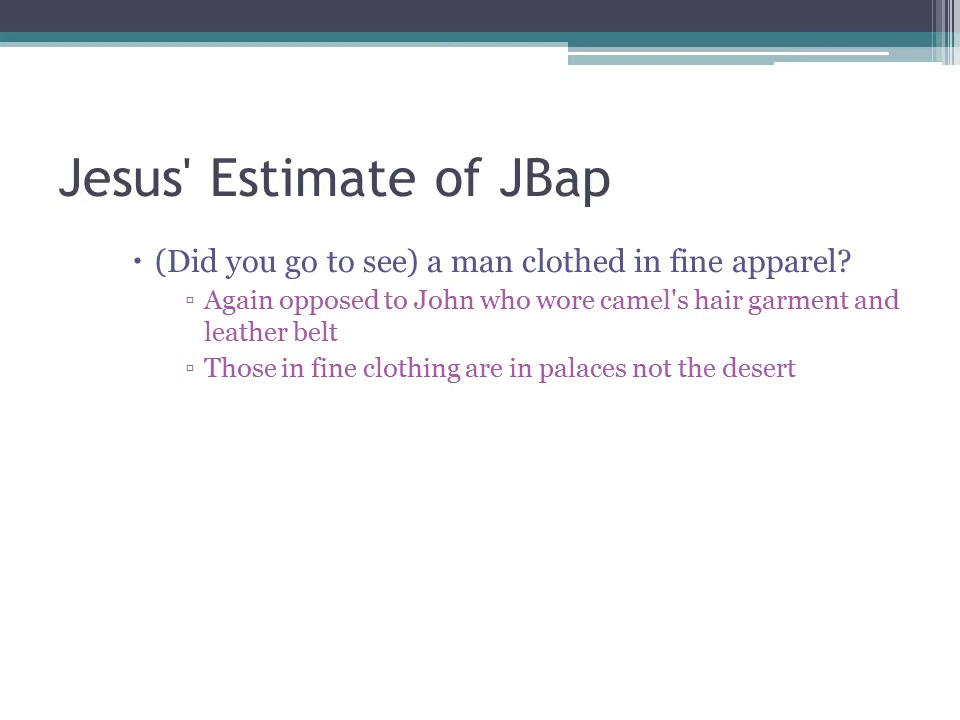 Jesus' Estimate of JBap
• (Did you go to see) a man clothed in fine apparel?
▫ Again opposed to John who wore camel's hair garment and
leather belt
▫ Those in fine clothing are in palaces not the desert